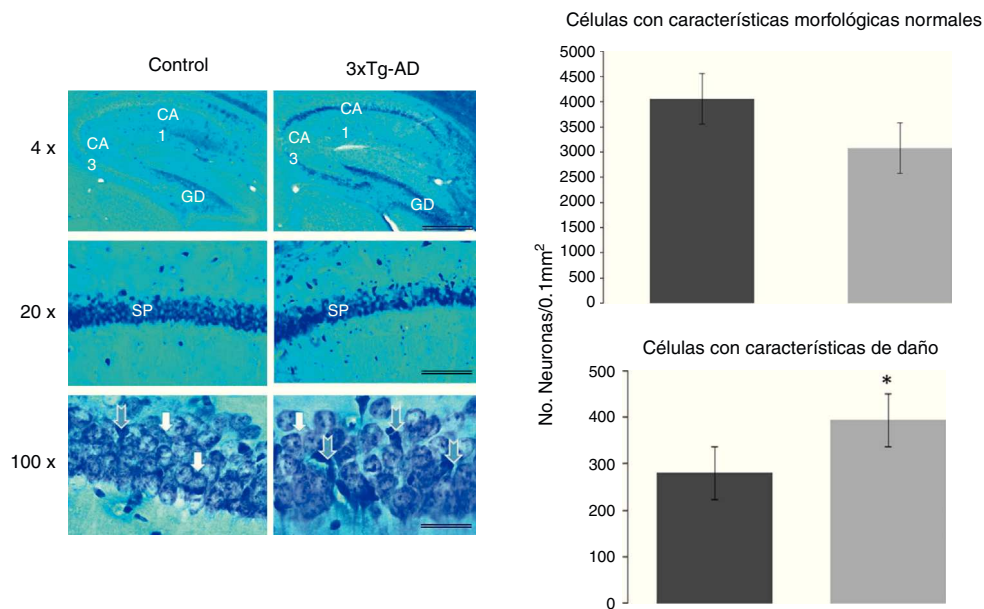 Control
3xTg-AD
4 x
CA
1
CA
3
GD
CA
1
CA
3
GD
20 x
SP
SP
100 x
Células con características morfológicas normales
5000
4500
4000
3500
3000
2500
2000
1500
1000
500
0
No. Neuronas/0.1mm²
Células con características de daño
500
400
300
200
100
0
*